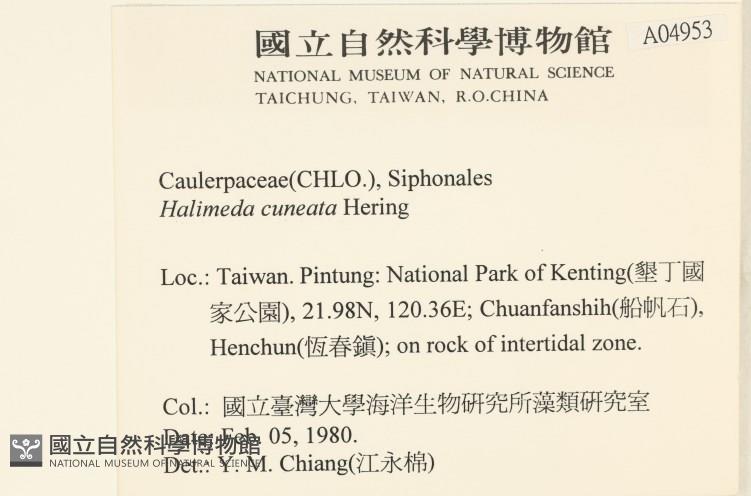 國立自然科學博物館
A04953
NATIONAL MUSEUM OF NATURAL SCIENCE
TAICHUNG, TAIWAN, R.O.CHINA
Caulerpaceae(CHLO.), Siphonales
Halimeda cuneata Hering
Loc.: Taiwan. Pintung: National Park of Kenting(墾丁國
家公園), 21.98N, 120.36E; Chuanfanshih(船帆石),
Henchun(恆春鎭); on rock of intertidal zone.
Col.: 國立臺灣大學海洋生物研究所藻類研究室
Date: Feb. 05, 1980.
Det.: Y. M. Chiang(江永棉)
國立自然科學博物館
NATIONAL MUSEUM OF NATURAL SCIENCE